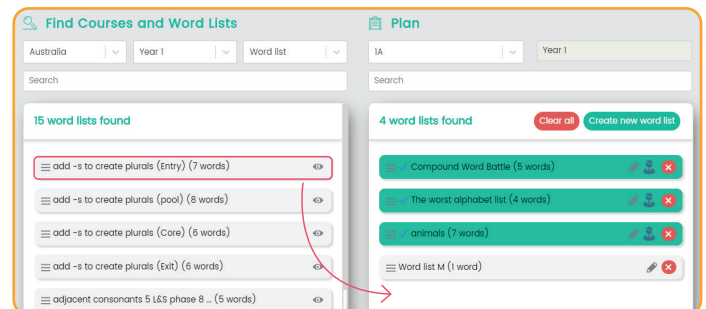 Find Courses and Word Lists
Australia
Year 1
Word list
Search
15 word lists found
add -s to create plurals (Entry) (7 words)
add -s to create plurals (pool) (8 words)
add -s to create plurals (Core) (6 words)
add -s to create plurals (Exit) (6 words)
adjacent consonants 5 L&S phase 8 ... (5 words)
Plan
1A
Year 1
Search
4 word lists found
Clear all
Create new word list
Compound Word Battle (5 words)
The worst alphabet list (4 words)
animals (7 words)
Word list M (1 word)